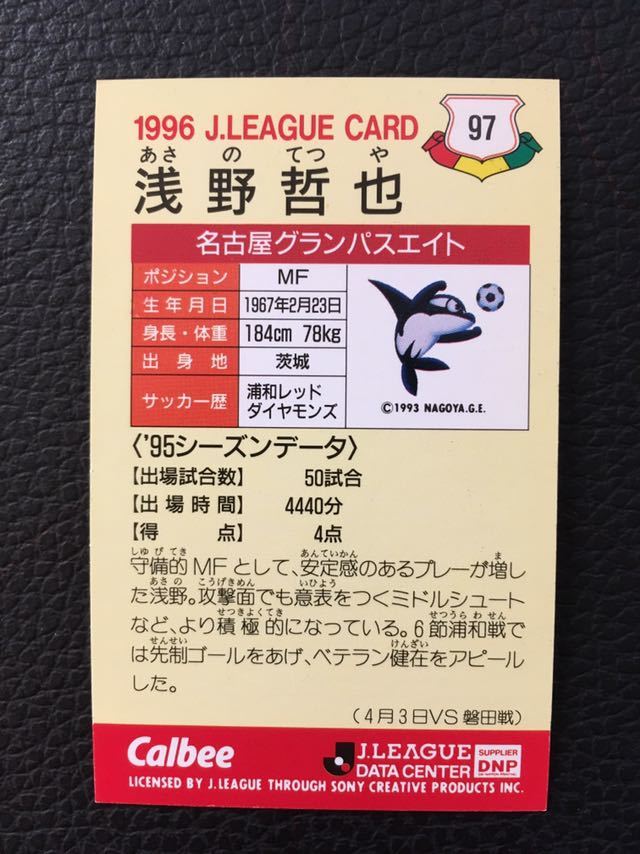 1996 J.LEAGUE CARD
97
あさ の てつ や
浅野哲也
名古屋グランパスエイト
ポジション MF
生年月日 1967年2月23日
身長・体重 184cm 78kg
出身地 茨城
サッカー歴 浦和レッド
ダイヤモンズ
©1993 NAGOYA.G.E.
〈'95シーズンデータ〉
【出場試合数】 50試合
【出場時間】 4440分
【得点】 4点
しゅびてき あんていかん ま
守備的MFとして、安定感のあるプレーが増し
あさの こうげきめん いひょう
た浅野。攻撃面でも意表をつくミドルシュート
せっきょくてき せつうらわせん
など、より積極的になっている。6節浦和戦で
せんせい けんざい
は先制ゴールをあげ、ベテラン健在をアピール
した。
(4月3日VS磐田戦)
Calbee
J.LEAGUE
DATA CENTER
SUPPLIER
DNP
LICENSED BY J.LEAGUE THROUGH SONY CREATIVE PRODUCTS INC.